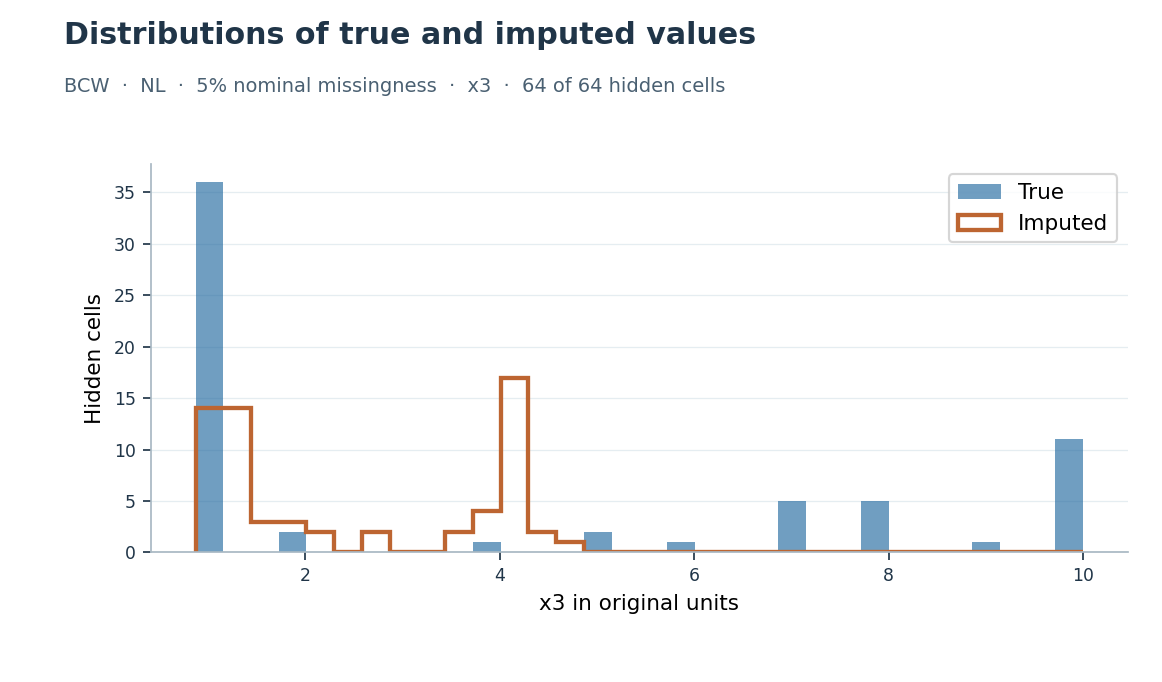 Distributions of true and imputed values
BCW · NL · 5% nominal missingness · x3 · 64 of 64 hidden cells
True
Imputed
Hidden cells
35
30
25
20
15
10
5
0
2
4
6
8
10
x3 in original units